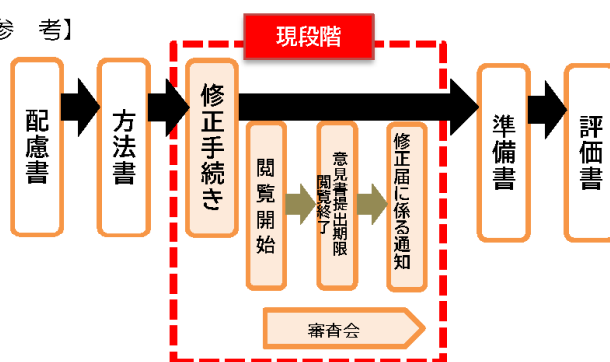 参 考】
現段階
配慮書
方法書
修正手続き
閲覧開始
意見書提出期限
閲覧終了
修正届に係る通知
準備書
評価書
審査会